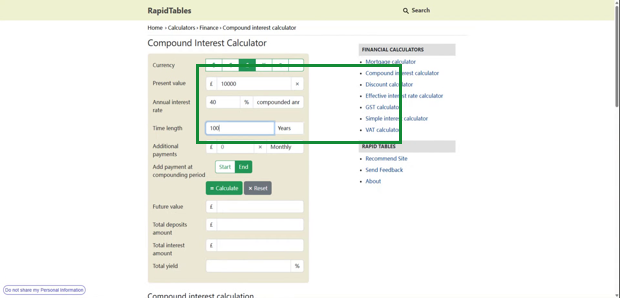 RapidTables
Search
Home › Calculators › Finance › Compound interest calculator
Compound Interest Calculator
Currency
Present value £ 10000 ×
Annual interest rate 40 % compounded anr
Time length 100 Years
Additional payments £ 0 × Monthly
Add payment at compounding period Start End
= Calculate × Reset
Future value £
Total deposits amount £
Total interest amount £
Total yield %
Compound interest calculation
FINANCIAL CALCULATORS
Mortgage calculator
Compound interest calculator
Discount calculator
Effective interest rate calculator
GST calculator
Simple interest calculator
VAT calculator
RAPID TABLES
Recommend Site
Send Feedback
About
Do not share my Personal Information